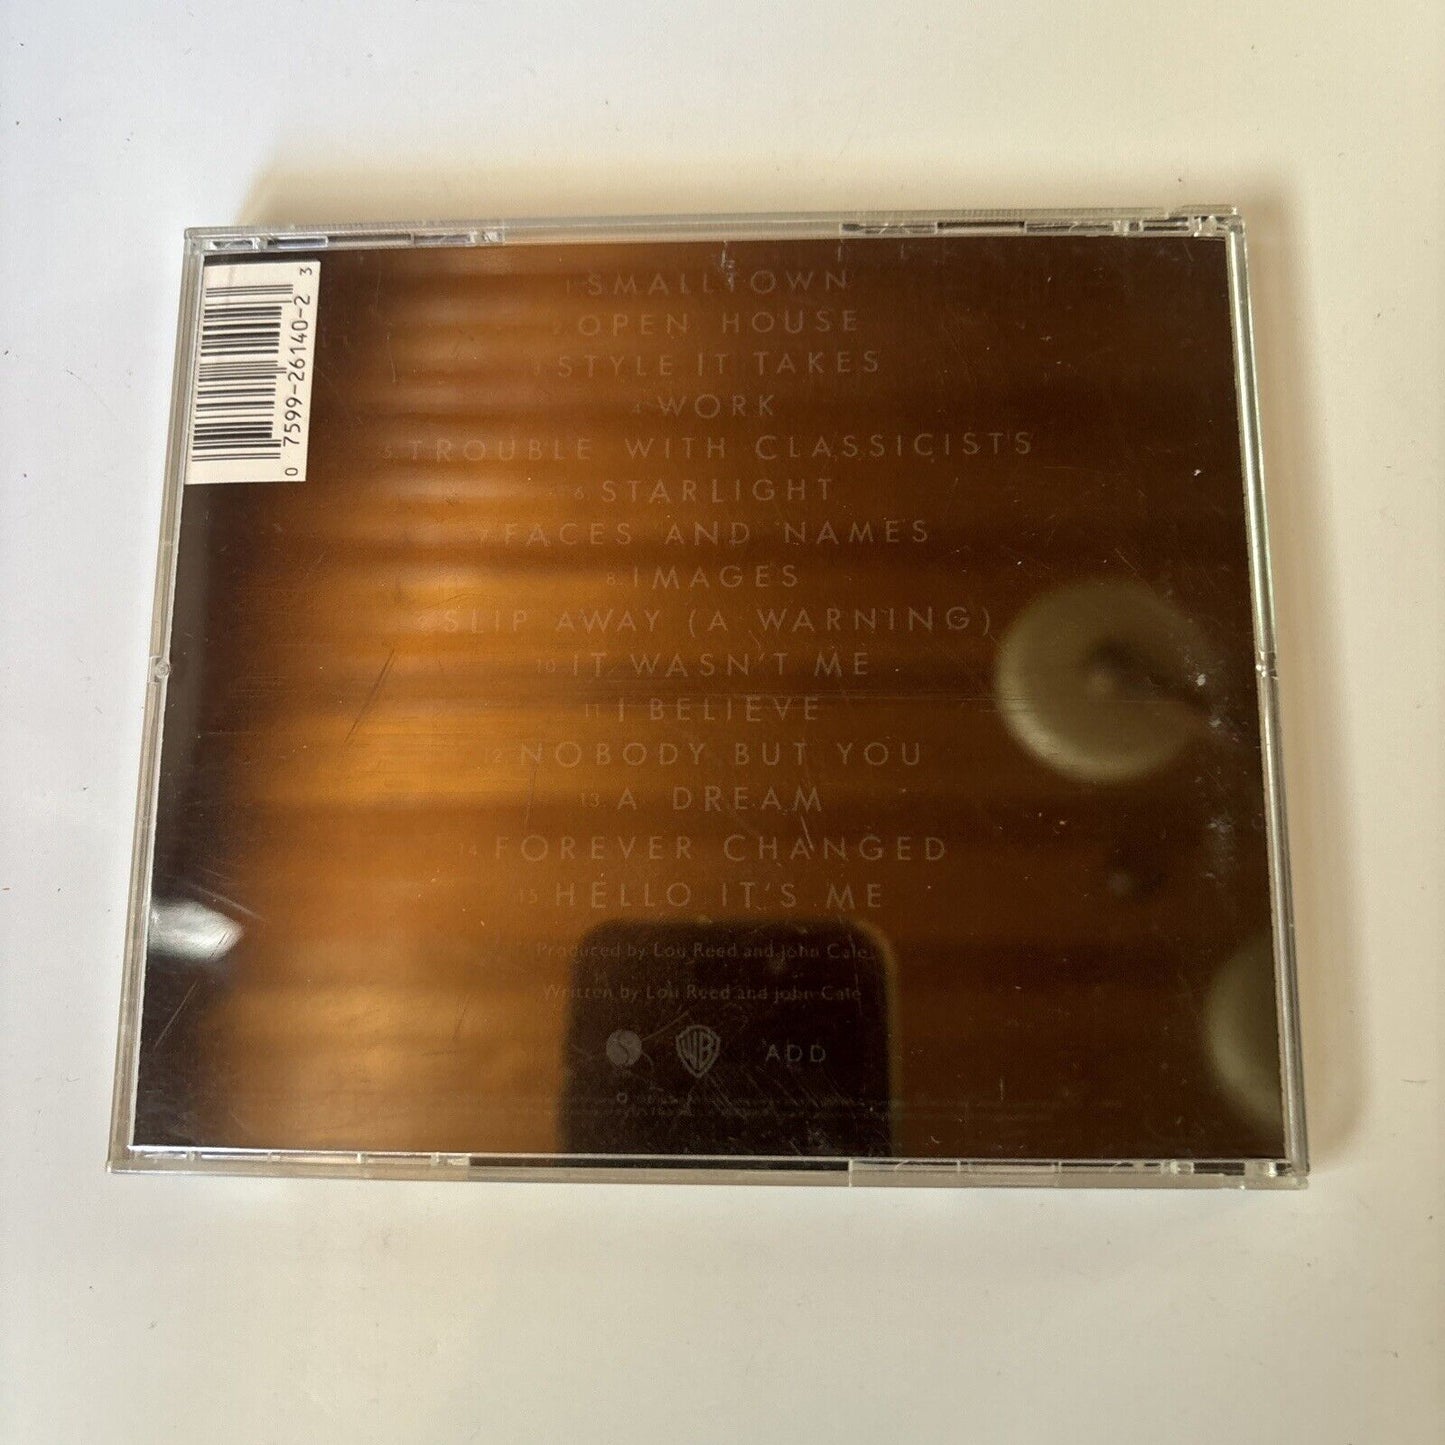 0 7599-26140-2 3
1 SMALLTOWN
2 OPEN HOUSE
3 STYLE IT TAKES
4 WORK
5 TROUBLE WITH CLASSICISTS
6 STARLIGHT
7 FACES AND NAMES
8 IMAGES
SLIP AWAY (A WARNING)
10 IT WASN'T ME
11 I BELIEVE
12 NOBODY BUT YOU
13 A DREAM
14 FOREVER CHANGED
15 HELLO IT'S ME
Produced by Lou Reed and John Cale
Written by Lou Reed and John Cale
S WB ADD